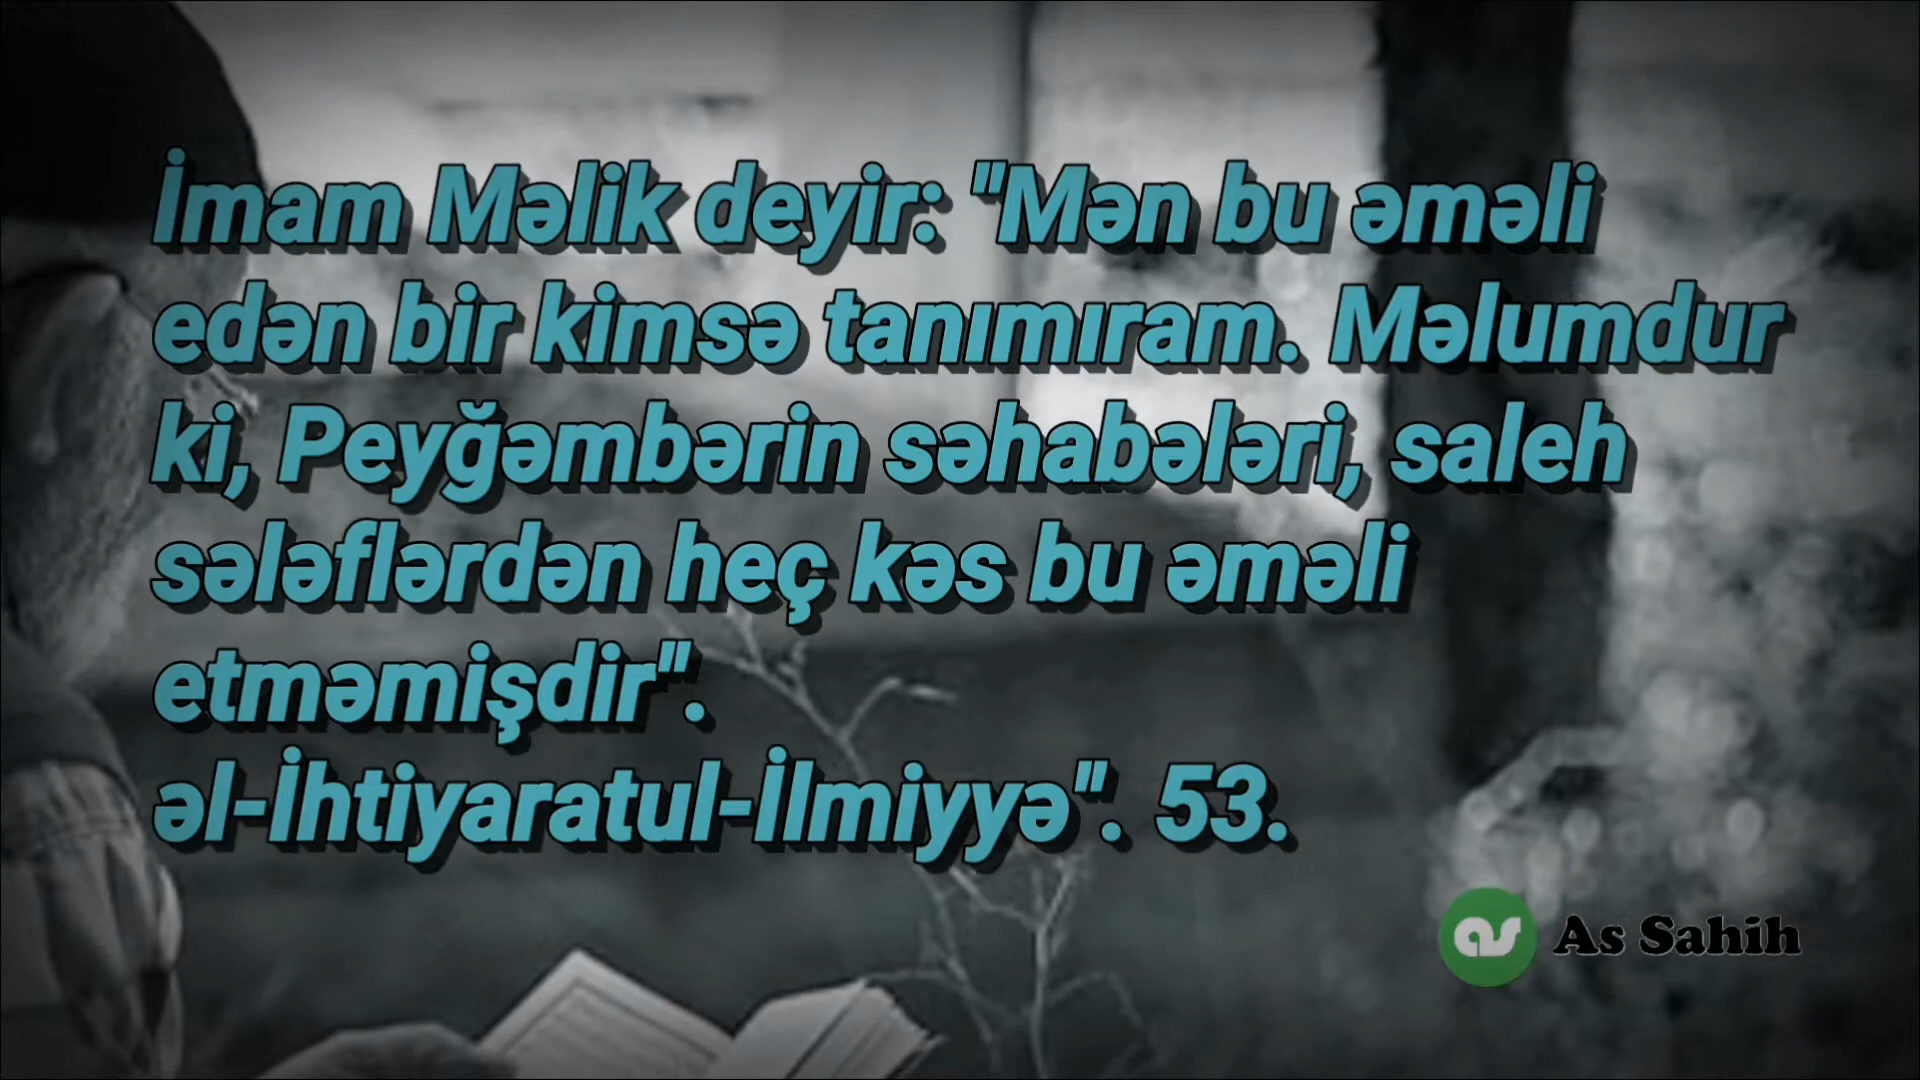 İmam Məlik deyir: "Mən bu əməli
edən bir kimsə tanımıram. Məlumdur
ki, Peyğəmbərin səhabələri, saleh
sələflərdən heç kəs bu əməli
etməmişdir".
əl-İhtiyaratul-İlmiyyə". 53.
as As Sahih